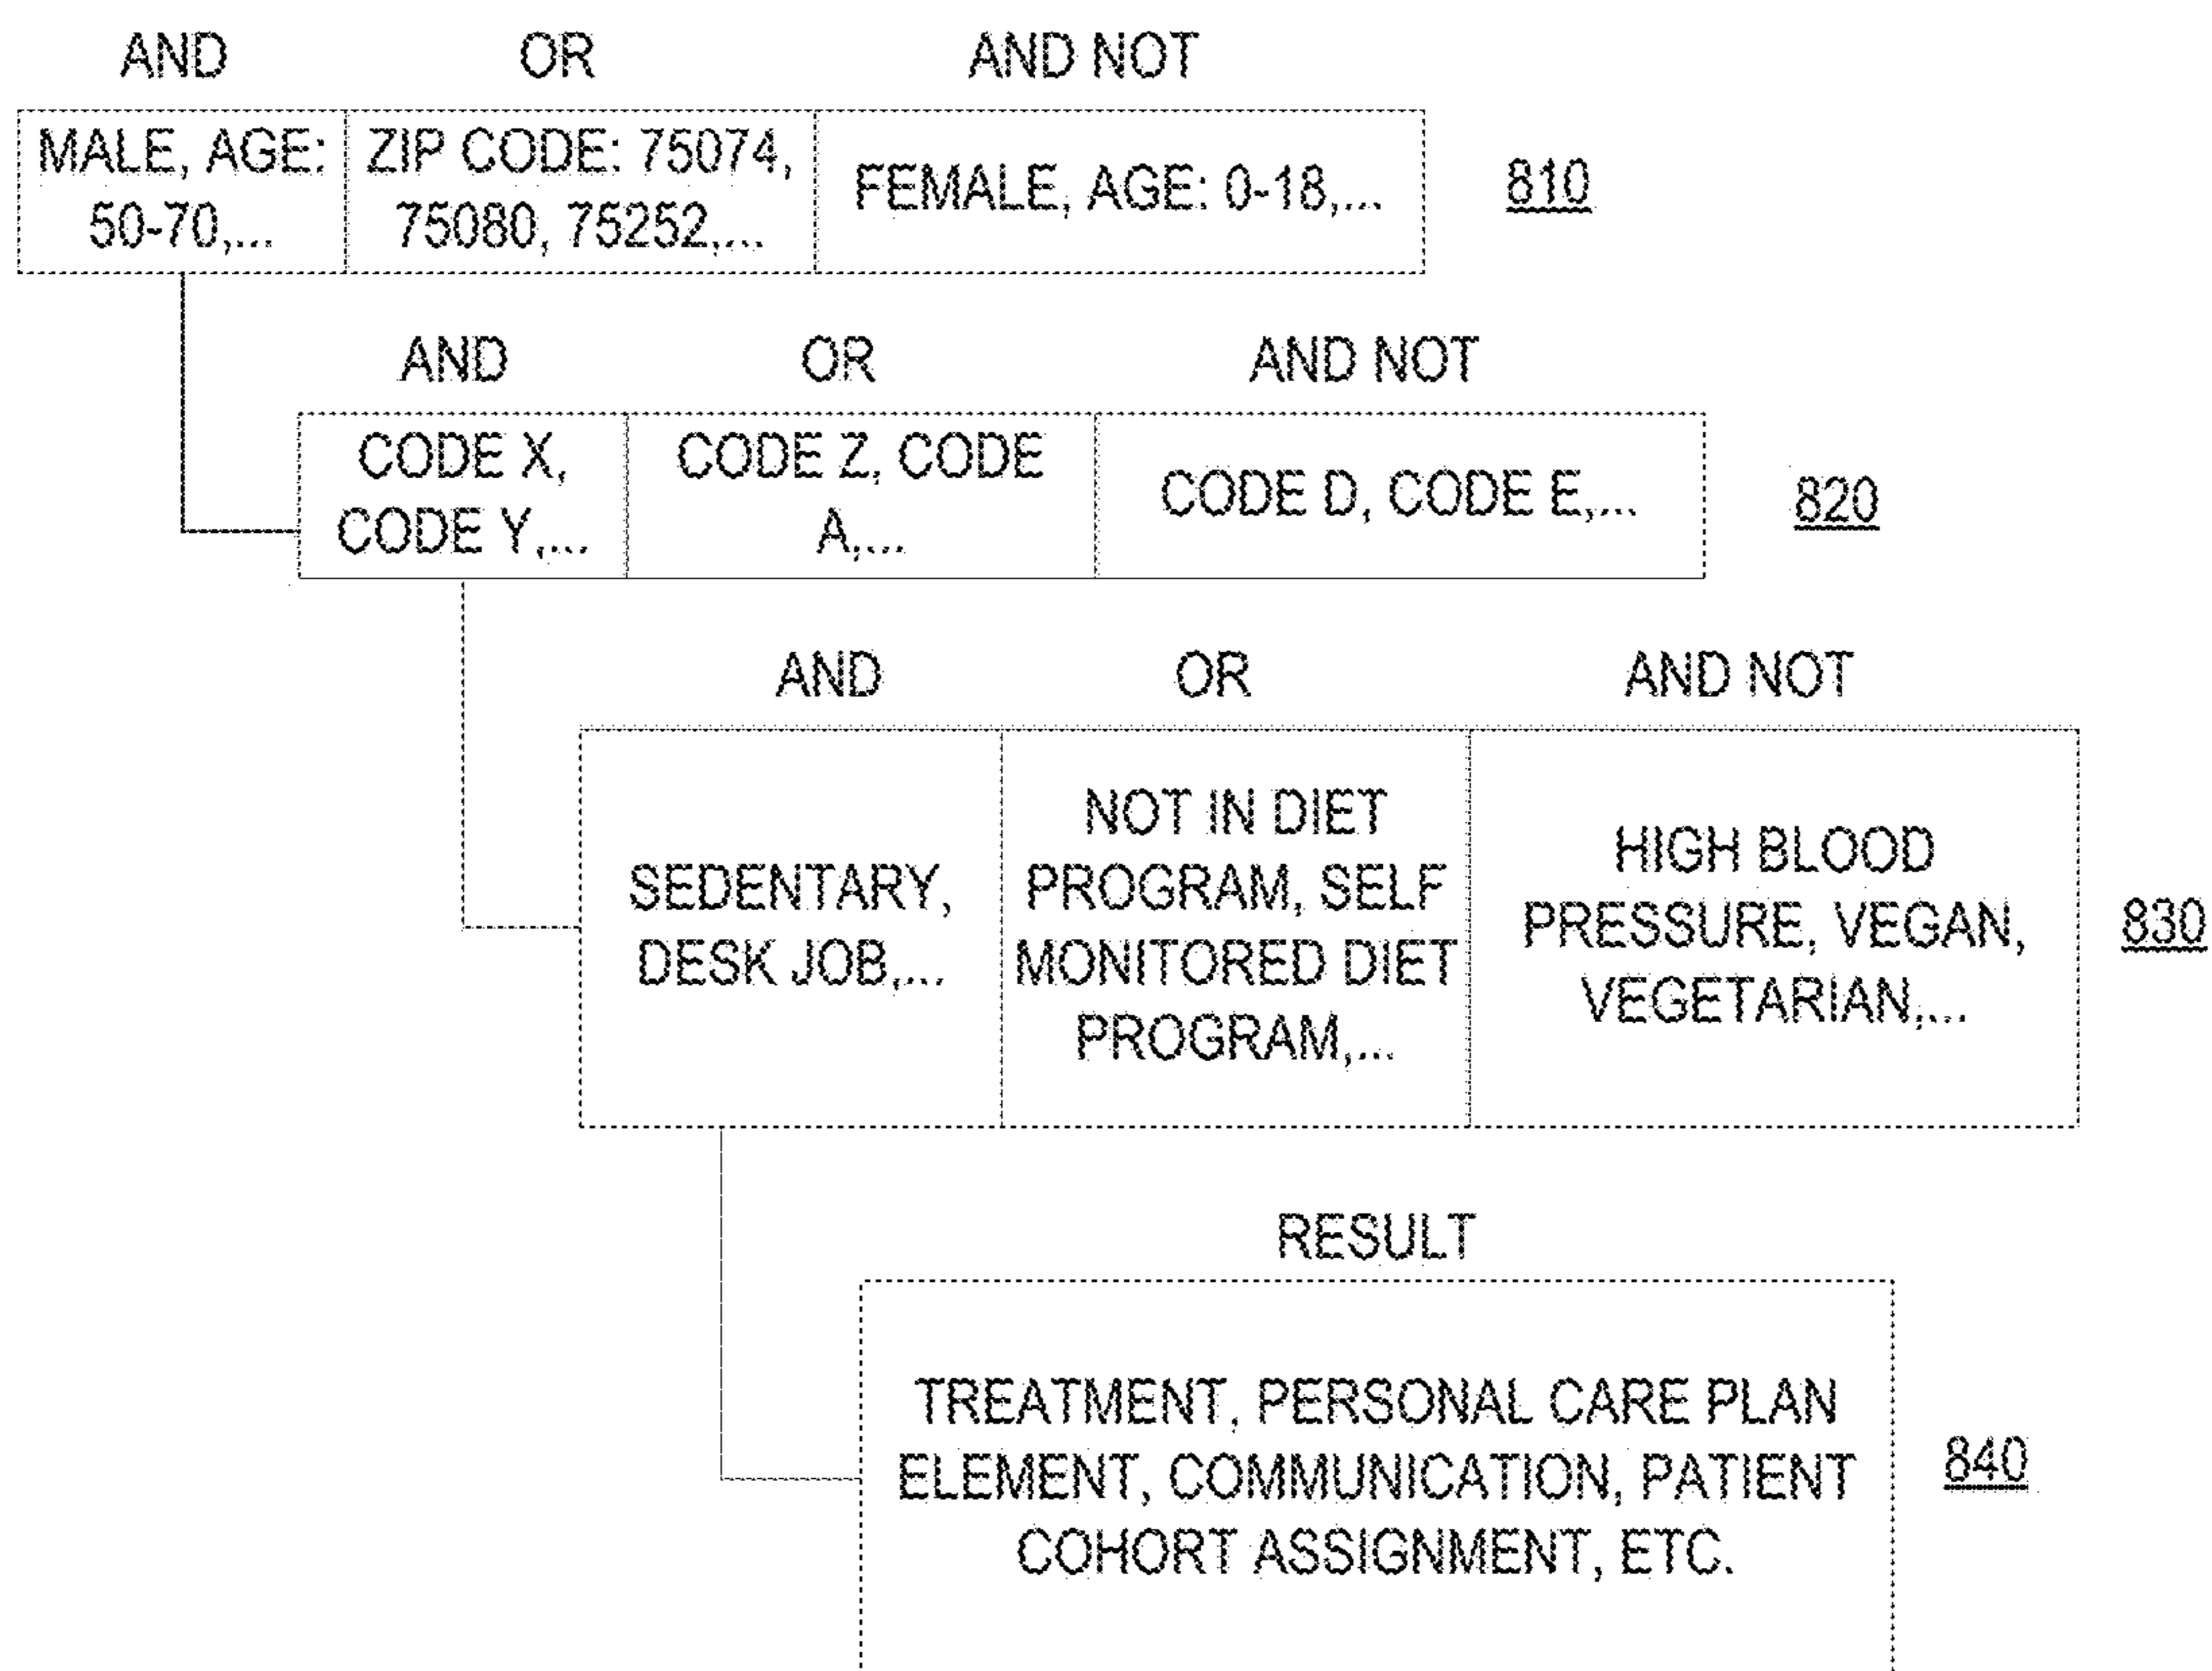 AND OR AND NOT
MALE, AGE:
50-70,...
ZIP CODE: 75074,
75080, 75252,...
FEMALE, AGE: 0-18,...
810
AND OR AND NOT
CODE X,
CODE Y,...
CODE Z, CODE
A,...
CODE D, CODE E,...
820
AND OR AND NOT
SEDENTARY,
DESK JOB,...
NOT IN DIET
PROGRAM, SELF
MONITORED DIET
PROGRAM,...
HIGH BLOOD
PRESSURE, VEGAN,
VEGETARIAN,...
830
RESULT
TREATMENT, PERSONAL CARE PLAN
ELEMENT, COMMUNICATION, PATIENT
COHORT ASSIGNMENT, ETC.
840